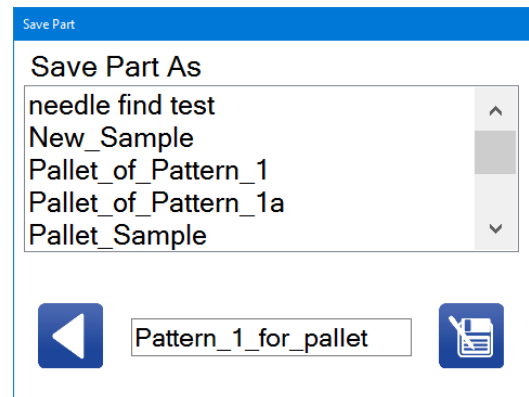 Save Part
Save Part As
needle find test
New_Sample
Pallet_of_Pattern_1
Pallet_of_Pattern_1a
Pallet_Sample
Pattern_1_for_pallet